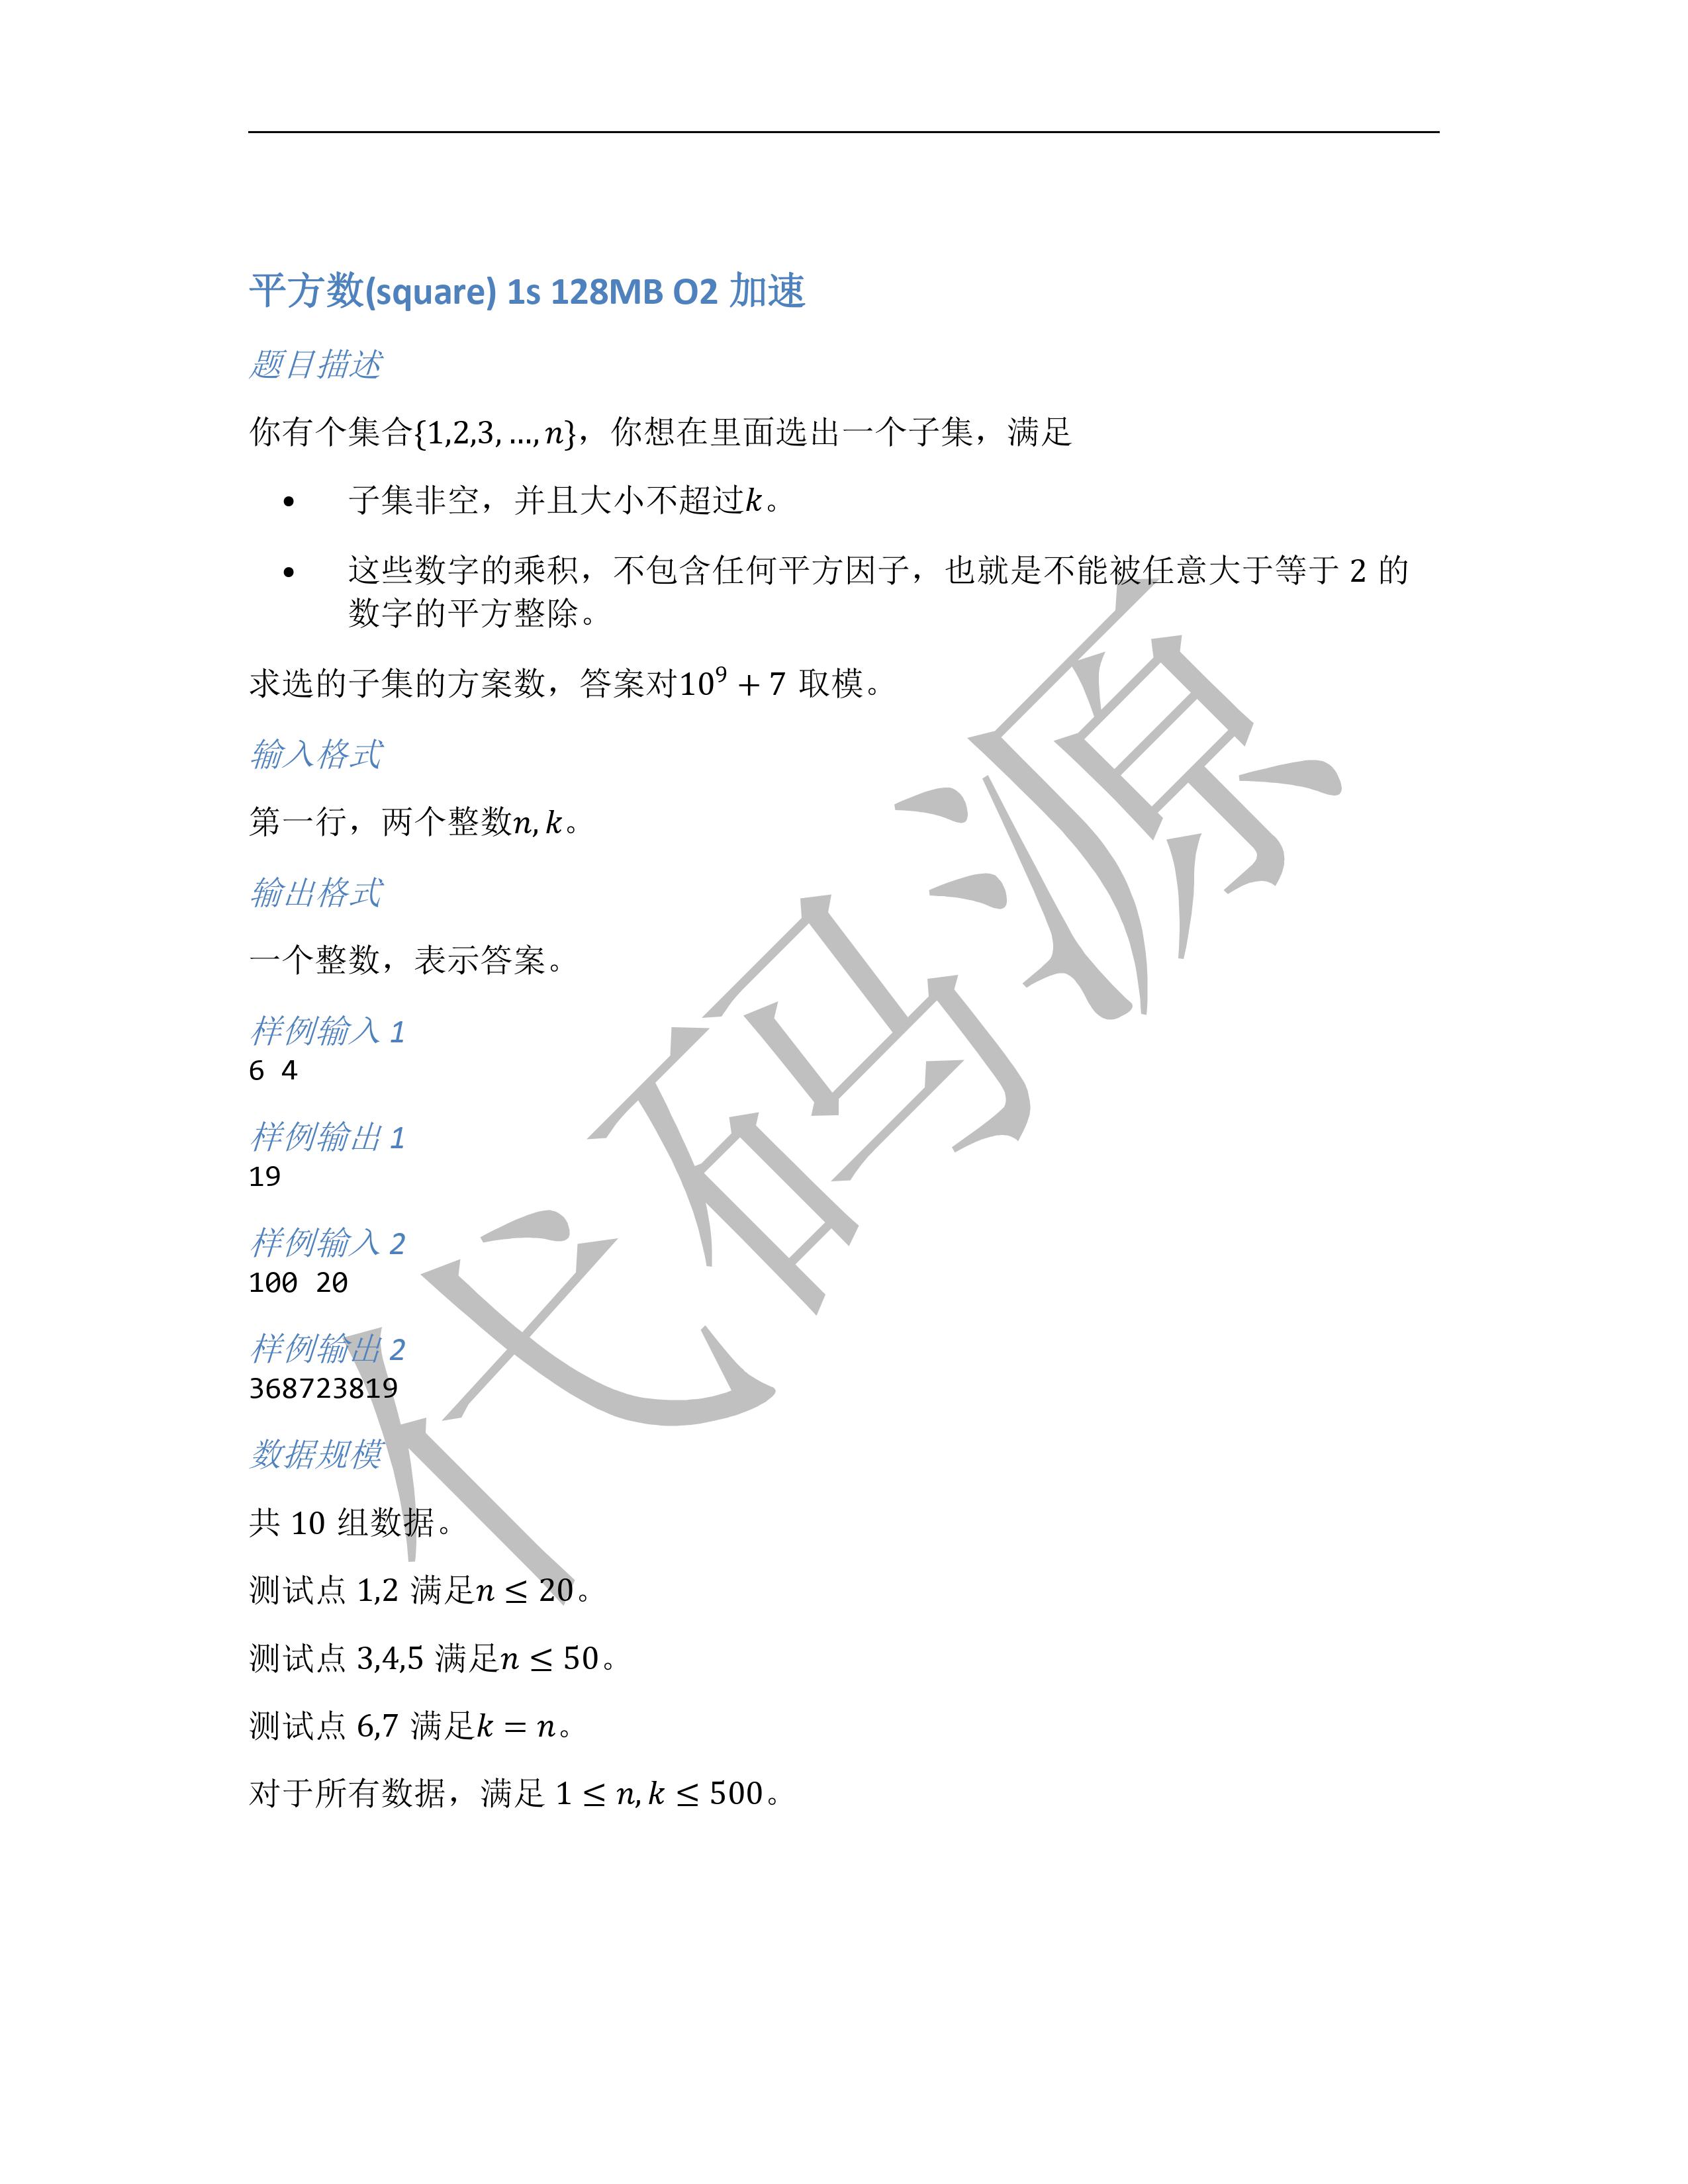 平方数(square) 1s 128MB O2 加速
题目描述
你有个集合{1,2,3, …, n}，你想在里面选出一个子集，满足
• 子集非空，并且大小不超过k。
• 这些数字的乘积，不包含任何平方因子，也就是不能被任意大于等于 2 的
数字的平方整除。
求选的子集的方案数，答案对10⁹ + 7 取模。
输入格式
第一行，两个整数n, k。
输出格式
一个整数，表示答案。
样例输入 1
6 4
样例输出 1
19
样例输入 2
100 20
样例输出 2
368723819
数据规模
共 10 组数据。
测试点 1,2 满足n ≤ 20。
测试点 3,4,5 满足n ≤ 50。
测试点 6,7 满足k = n。
对于所有数据，满足 1 ≤ n, k ≤ 500。
代码源